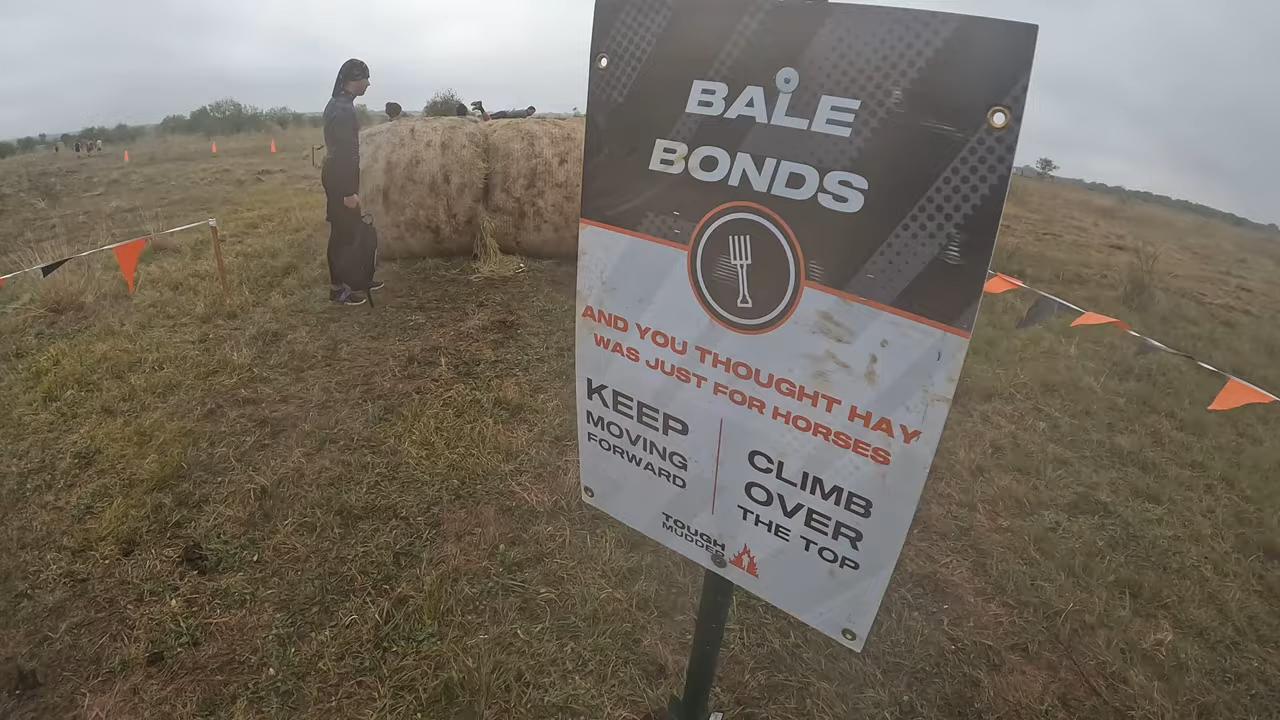 BALE
BONDS
AND YOU THOUGHT HAY
WAS JUST FOR HORSES
KEEP
MOVING
FORWARD
CLIMB
OVER
THE TOP
TOUGH
MUDDER